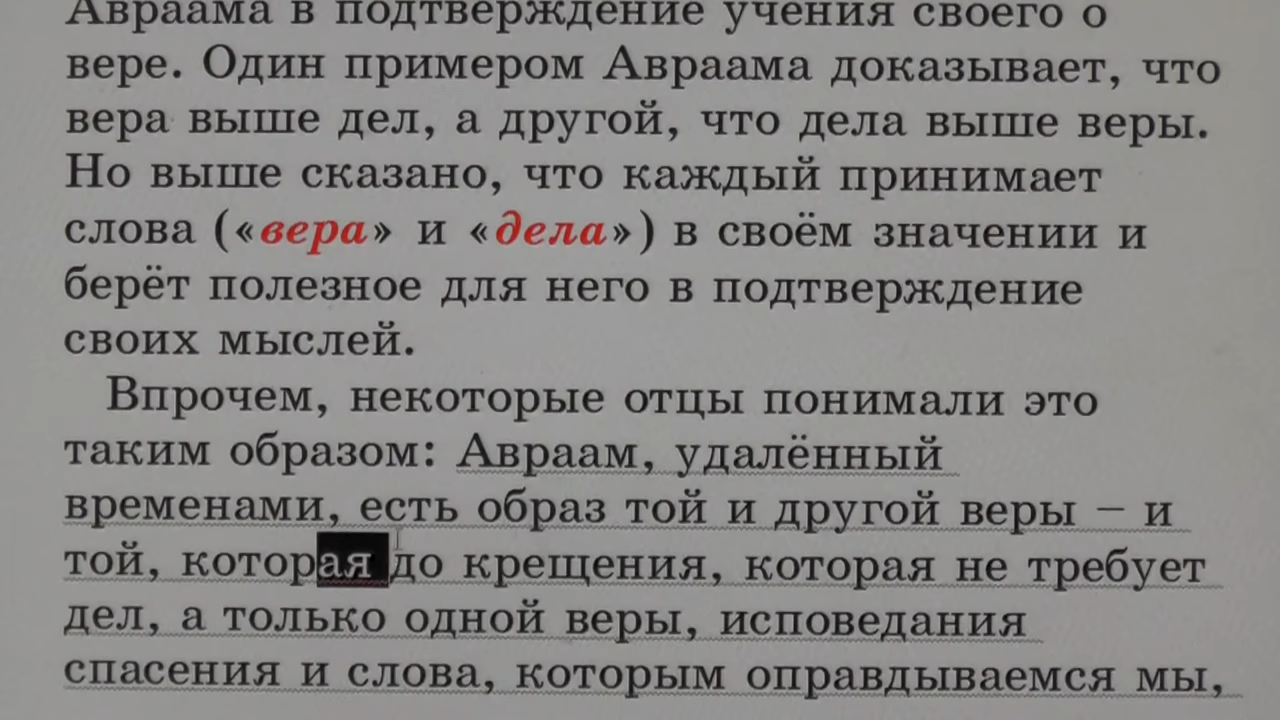 Авраама в подтверждение учения своего о
вере. Один примером Авраама доказывает, что
вера выше дел, а другой, что дела выше веры.
Но выше сказано, что каждый принимает
слова («вера» и «дела») в своём значении и
берёт полезное для него в подтверждение
своих мыслей.
Впрочем, некоторые отцы понимали это
таким образом: Авраам, удалённый
временами, есть образ той и другой веры – и
той, которая до крещения, которая не требует
дел, а только одной веры, исповедания
спасения и слова, которым оправдываемся мы,